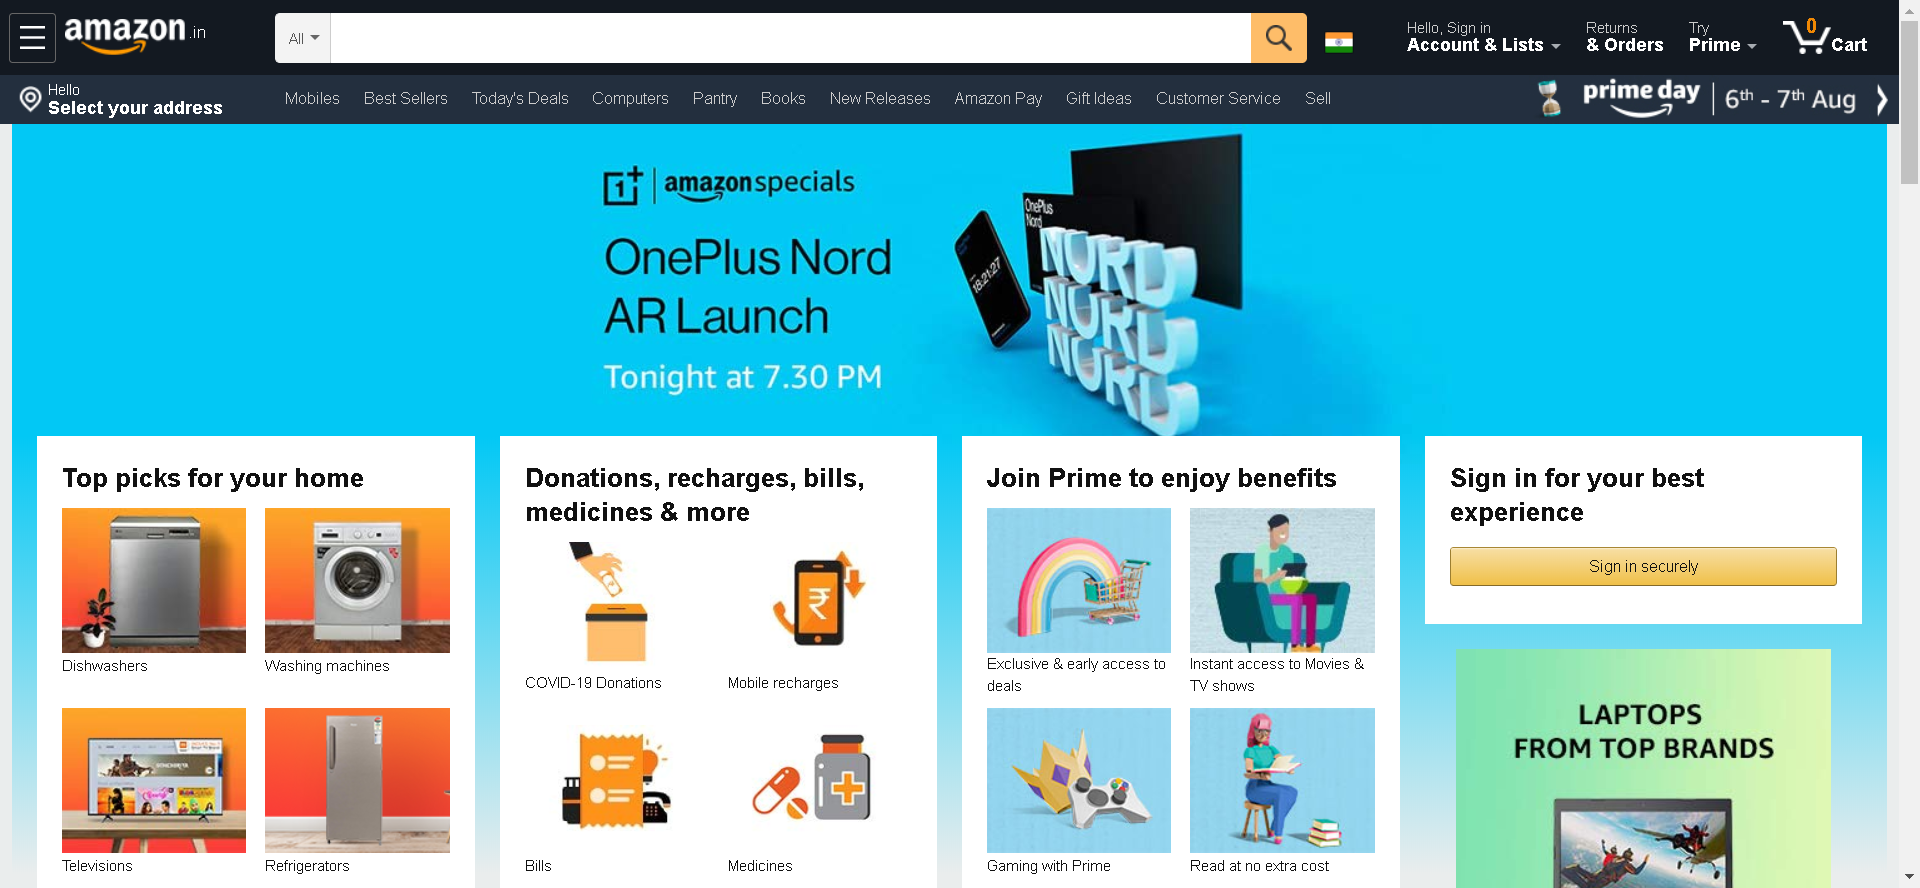 amazon.in
All
Hello, Sign in
Account & Lists
Returns
& Orders
Try
Prime
0
Cart
Hello
Select your address
Mobiles
Best Sellers
Today's Deals
Computers
Pantry
Books
New Releases
Amazon Pay
Gift Ideas
Customer Service
Sell
prime day
6th - 7th Aug
1+ amazonspecials
OnePlus Nord
AR Launch
Tonight at 7.30 PM
OnePlus
Nord
18:21:27
NORD
NORD
NORD
Top picks for your home
Dishwashers
Washing machines
Televisions
Refrigerators
Donations, recharges, bills,
medicines & more
COVID-19 Donations
₹
Mobile recharges
Bills
Medicines
Join Prime to enjoy benefits
Exclusive & early access to
deals
Instant access to Movies &
TV shows
Gaming with Prime
Read at no extra cost
Sign in for your best
experience
Sign in securely
LAPTOPS
FROM TOP BRANDS